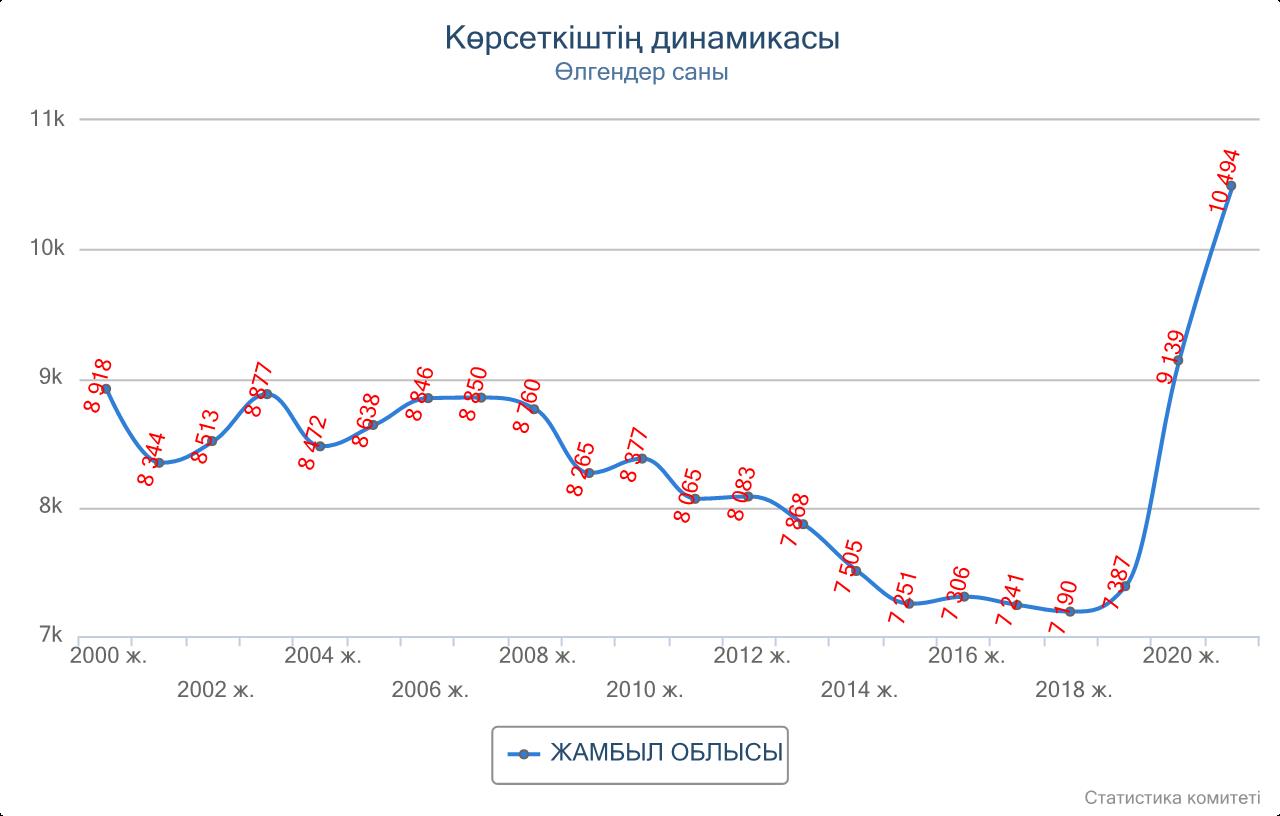 Көрсеткіштің динамикасы
Өлгендер саны
11k
10k
9k
8k
7k
8 918
8 344
8 513
8 877
8 472
8 638
8 846
8 850
8 760
8 265
8 377
8 065
8 083
7 868
7 505
7 251
7 306
7 241
7 190
7 387
9 139
10 494
2000 ж.
2004 ж.
2008 ж.
2012 ж.
2016 ж.
2020 ж.
2002 ж.
2006 ж.
2010 ж.
2014 ж.
2018 ж.
ЖАМБЫЛ ОБЛЫСЫ
Статистика комитеті